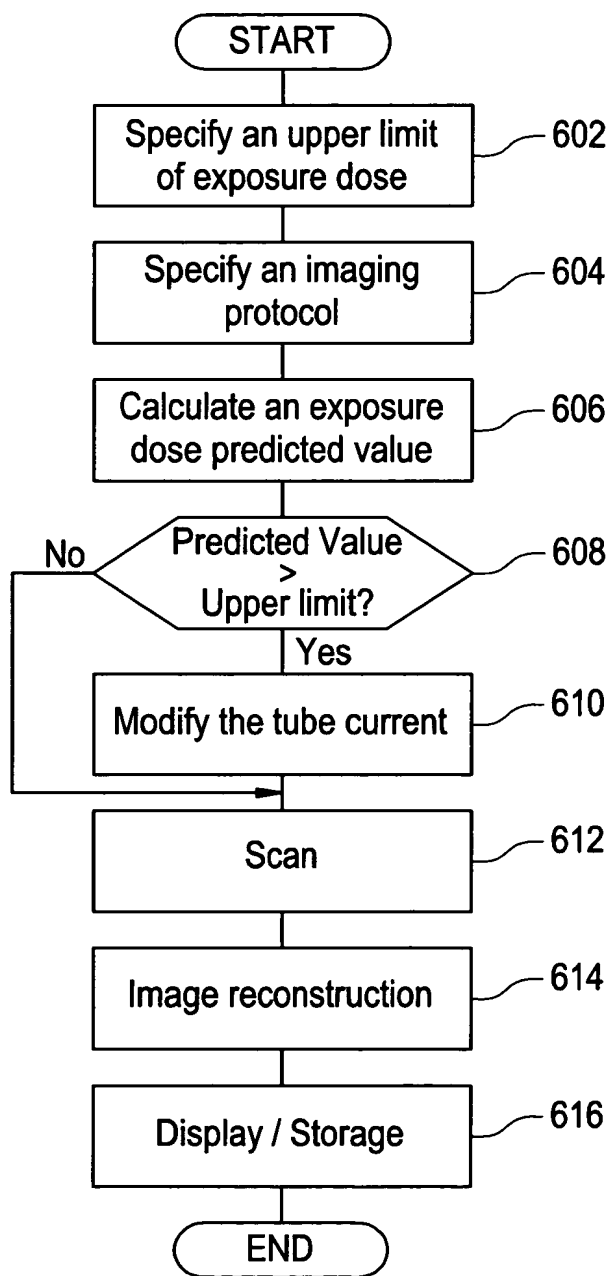 START
Specify an upper limit
of exposure dose
602
Specify an imaging
protocol
604
Calculate an exposure
dose predicted value
606
No
Predicted Value
>
Upper limit?
608
Yes
Modify the tube current
610
Scan
612
Image reconstruction
614
Display / Storage
616
END